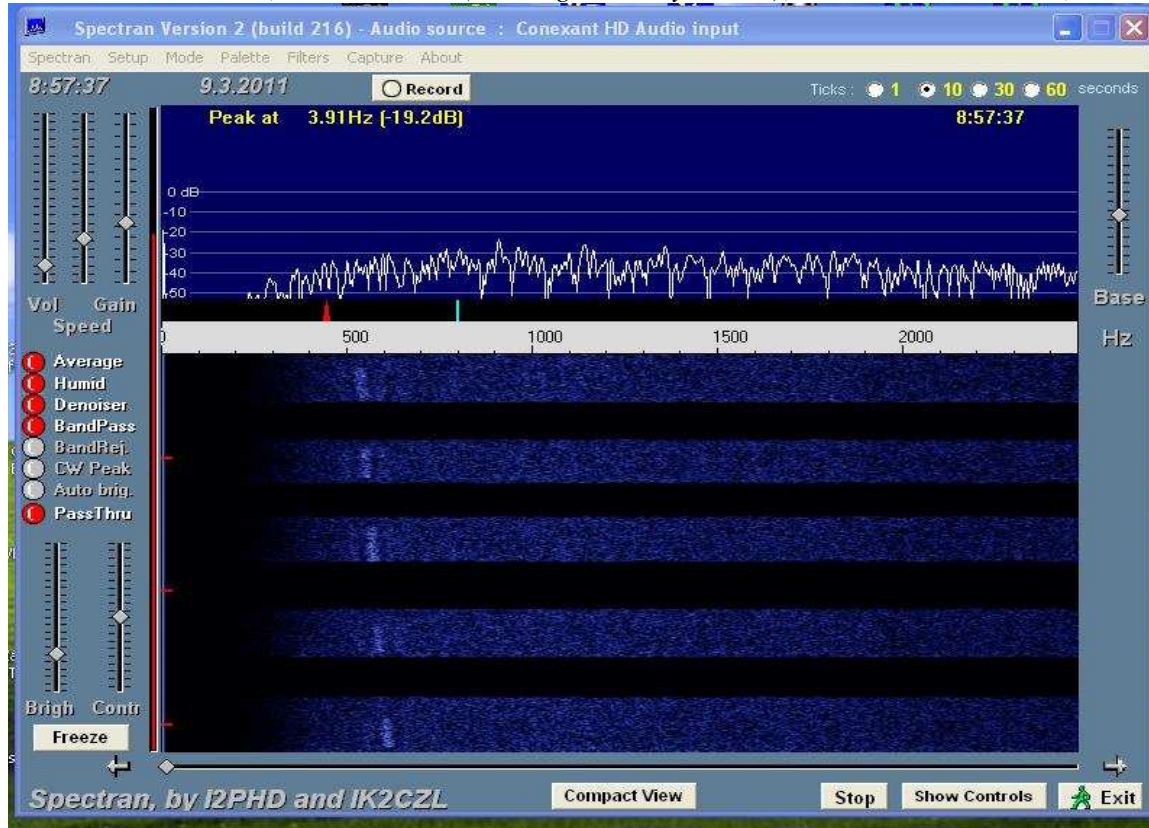 Spectran Version 2 (build 216) - Audio source : Conexant HD Audio input
Spectran Setup Mode Palette Filters Capture About
8:57:37 9.3.2011 Record Ticks : 1 10 30 60 seconds
Peak at 3.91Hz (-19.2dB) 8:57:37
0 dB
-10
-20
-30
-40
-50
Vol Gain
Speed
Base
500 1000 1500 2000
Hz
Average
Humid
Denoiser
BandPass
BandRej.
CW Peak
Auto brig.
PassThru
Brigh Contr
Freeze
Spectran, by I2PHD and IK2CZL
Compact View Stop Show Controls Exit